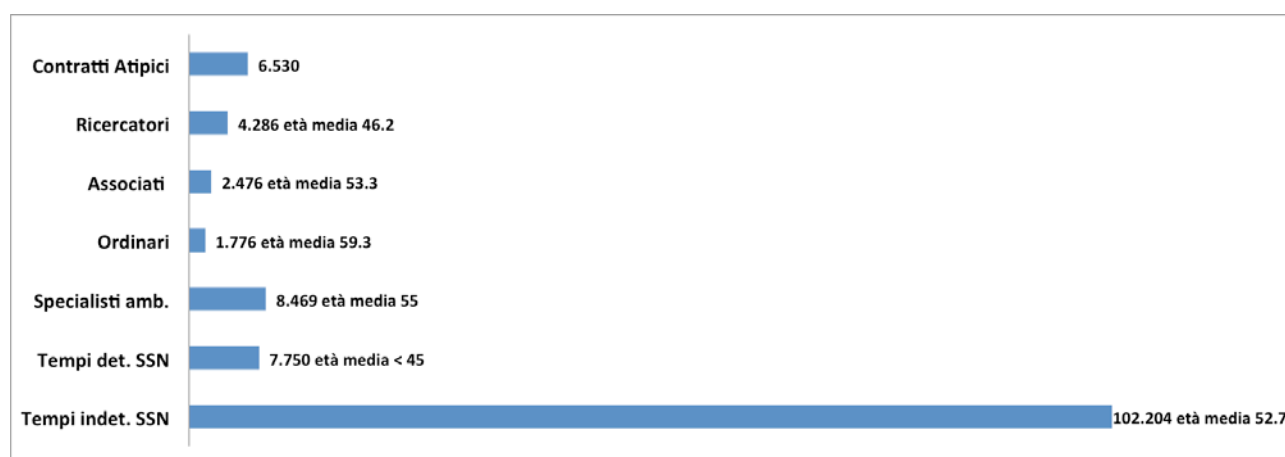 Contratti Atipici 6.530
Ricercatori 4.286 età media 46.2
Associati 2.476 età media 53.3
Ordinari 1.776 età media 59.3
Specialisti amb. 8.469 età media 55
Tempi det. SSN 7.750 età media < 45
Tempi indet. SSN 102.204 età media 52.7